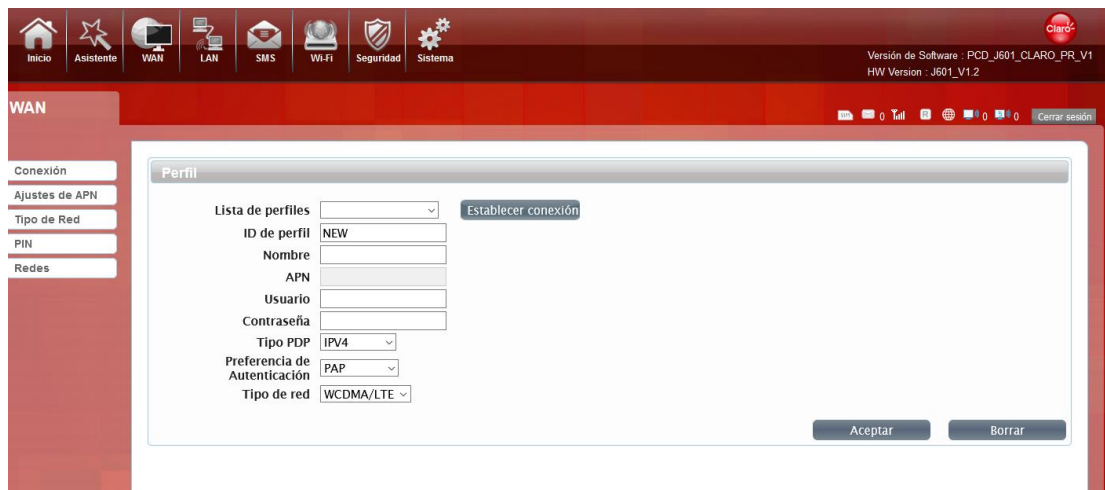 Claro
Inicio Asistente WAN LAN SMS Wi-Fi Seguridad Sistema
Versión de Software : PCD_J601_CLARO_PR_V1
HW Version : J601_V1.2
WAN
0 0 0 Cerrar sesión
Conexión
Ajustes de APN
Tipo de Red
PIN
Redes
Perfil
Lista de perfiles Establecer conexión
ID de perfil NEW
Nombre
APN
Usuario
Contraseña
Tipo PDP IPV4
Preferencia de
Autenticación PAP
Tipo de red WCDMA/LTE
Aceptar Borrar